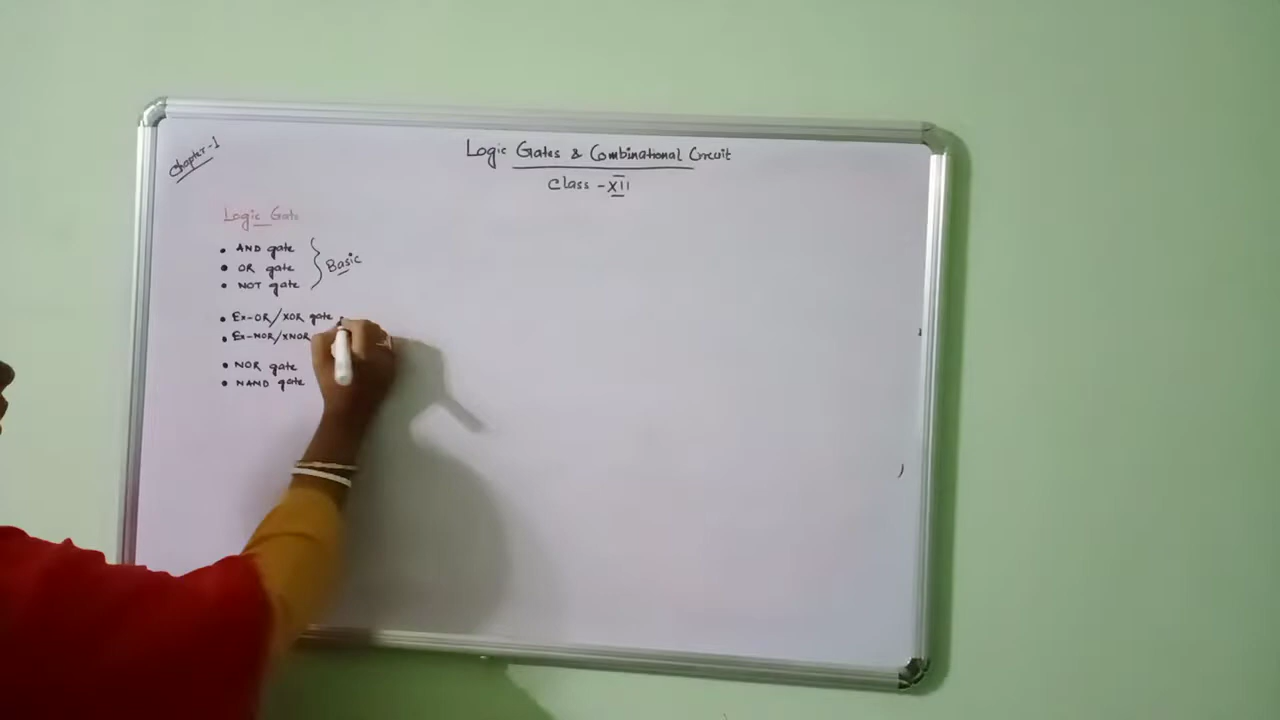 Chapter-1
Logic Gates & Combinational Circuit
Class - XII
Logic Gate
• AND gate
• OR gate
• NOT gate
Basic
• Ex-OR/XOR gate
• Ex-NOR/XNOR
• NOR gate
• NAND gate